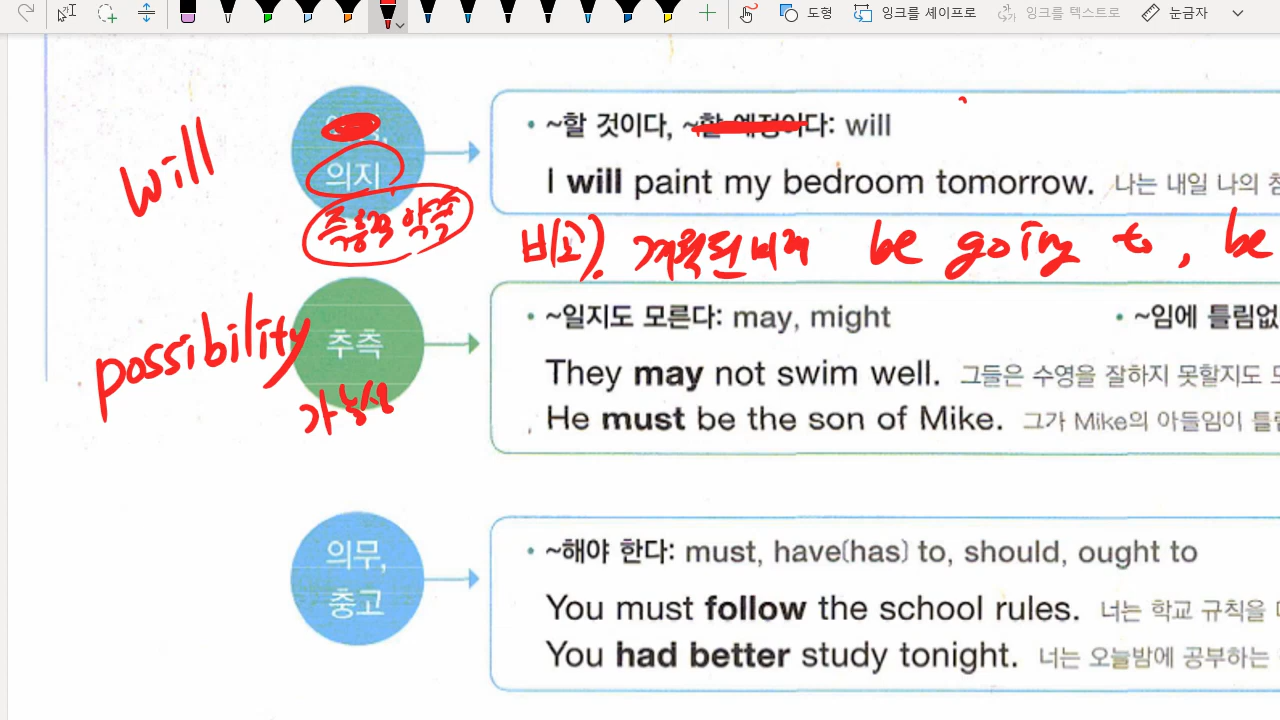 도형 잉크를 셰이프로 잉크를 텍스트로 눈금자
will
의지
~할 것이다, ~할 예정이다: will
I will paint my bedroom tomorrow. 나는 내일 나의 침
즉흥적 약속
비교). 계획된 미래 be going to, be
possibility
추측
가능성
~일지도 모른다: may, might ~임에 틀림없
They may not swim well. 그들은 수영을 잘하지 못할지도 모
He must be the son of Mike. 그가 Mike의 아들임이 틀림
의무,
충고
~해야 한다: must, have(has) to, should, ought to
You must follow the school rules. 너는 학교 규칙을
You had better study tonight. 너는 오늘밤에 공부하는